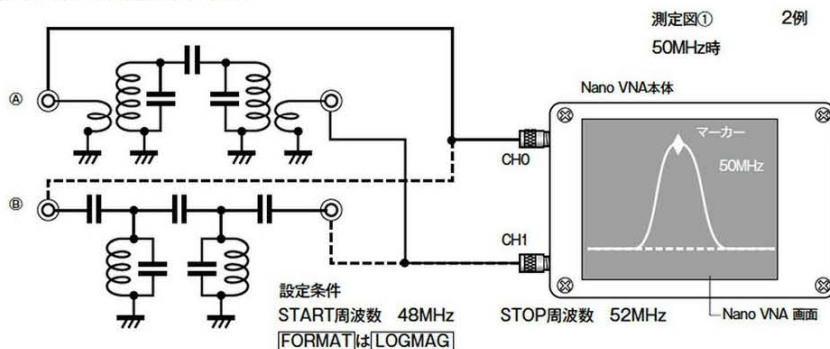 測定図① 2例
50MHz時
Nano VNA本体
Ⓐ
マーカー
50MHz
CH0
Ⓑ
CH1
設定条件
START周波数 48MHz STOP周波数 52MHz
FORMATはLOGMAG
Nano VNA 画面